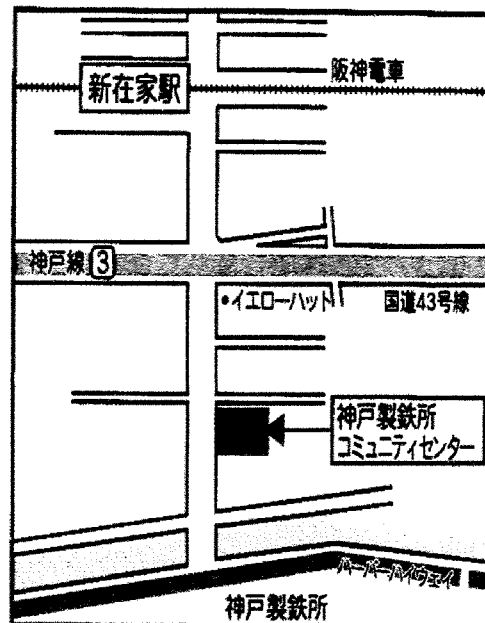 阪神電車
新在家駅
神戸線 3
•イエローハット
国道43号線
神戸製鉄所
コミュニティセンター
ハーバーハイウェイ
神戸製鉄所